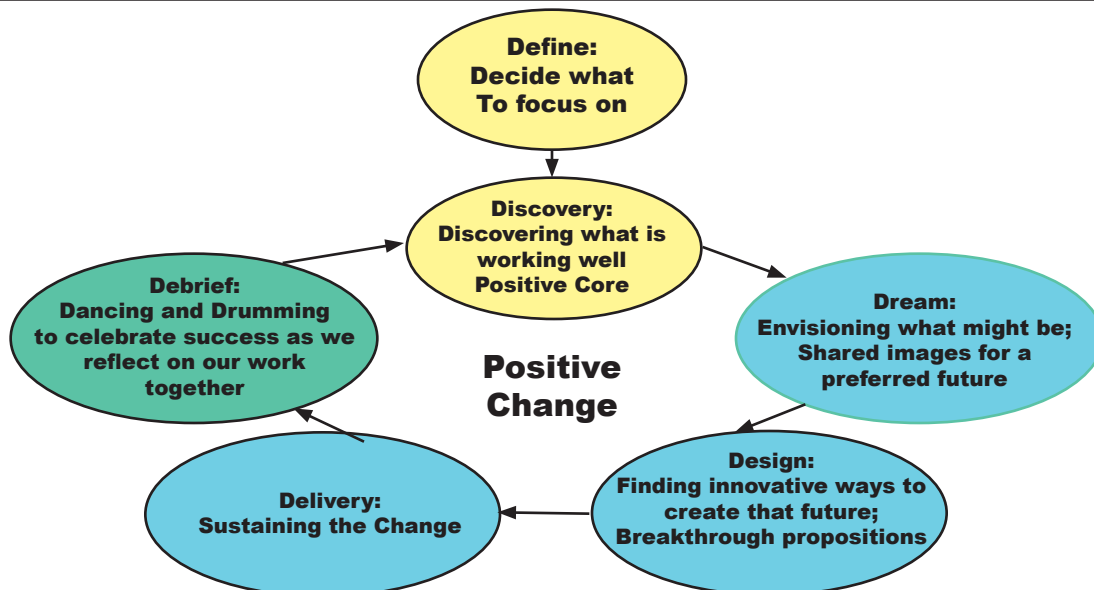 Define:
Decide what
To focus on
Discovery:
Discovering what is
working well
Positive Core
Dream:
Envisioning what might be;
Shared images for a
preferred future
Design:
Finding innovative ways to
create that future;
Breakthrough propositions
Delivery:
Sustaining the Change
Debrief:
Dancing and Drumming
to celebrate success as we
reflect on our work
together
Positive
Change